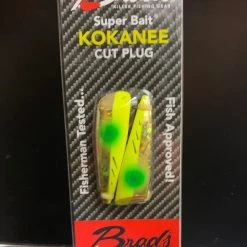 KILLER FISHING GEAR
Super Bait®
KOKANEE
CUT PLUG
Fisherman Tested...
Fish Approved!
Brad's